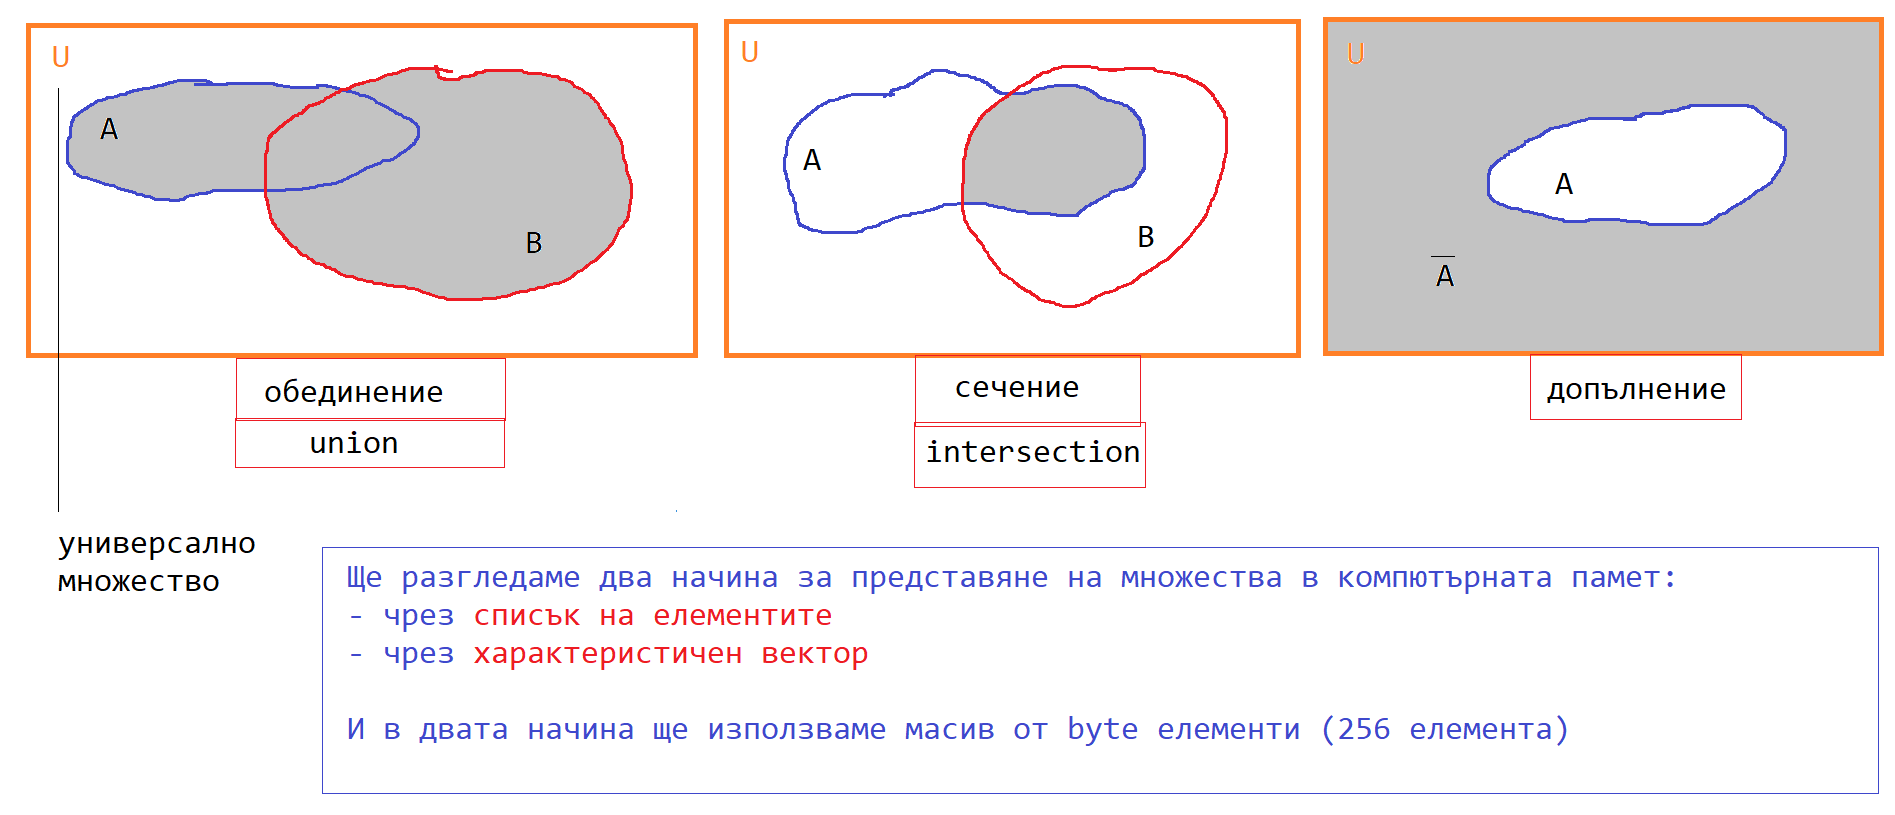 U
A
B
обединение
union
универсално
множество
U
A
B
сечение
intersection
U
A
A
допълнение
Ще разгледаме два начина за представяне на множества в компютърната памет:
- чрез списък на елементите
- чрез характеристичен вектор
И в двата начина ще използваме масив от byte елементи (256 елемента)